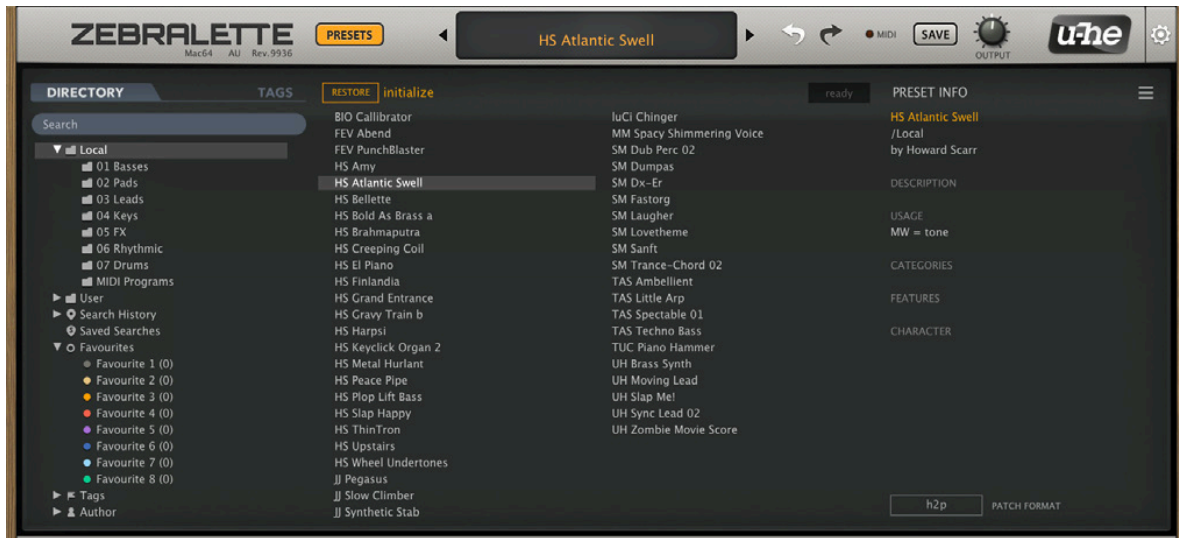 ZEBRALETTE
Mac64 AU Rev.9936
PRESETS
HS Atlantic Swell
MIDI
SAVE
OUTPUT
u-he
DIRECTORY
TAGS
Search
Local
01 Basses
02 Pads
03 Leads
04 Keys
05 FX
06 Rhythmic
07 Drums
MIDI Programs
User
Search History
Saved Searches
Favourites
Favourite 1 (0)
Favourite 2 (0)
Favourite 3 (0)
Favourite 4 (0)
Favourite 5 (0)
Favourite 6 (0)
Favourite 7 (0)
Favourite 8 (0)
Tags
Author
RESTORE initialize
ready
BIO Callibrator
FEV Abend
FEV PunchBlaster
HS Amy
HS Atlantic Swell
HS Bellette
HS Bold As Brass a
HS Brahmaputra
HS Creeping Coil
HS El Piano
HS Finlandia
HS Grand Entrance
HS Gravy Train b
HS Harpsi
HS Keyclick Organ 2
HS Metal Hurlant
HS Peace Pipe
HS Plop Lift Bass
HS Slap Happy
HS ThinTron
HS Upstairs
HS Wheel Undertones
JJ Pegasus
JJ Slow Climber
JJ Synthetic Stab
luCi Chinger
MM Spacy Shimmering Voice
SM Dub Perc 02
SM Dumpas
SM Dx-Er
SM Fastorg
SM Laugher
SM Lovetheme
SM Sanft
SM Trance-Chord 02
TAS Ambellient
TAS Little Arp
TAS Spectable 01
TAS Techno Bass
TUC Piano Hammer
UH Brass Synth
UH Moving Lead
UH Slap Me!
UH Sync Lead 02
UH Zombie Movie Score
PRESET INFO
HS Atlantic Swell
/Local
by Howard Scarr
DESCRIPTION
USAGE
MW = tone
CATEGORIES
FEATURES
CHARACTER
h2p
PATCH FORMAT